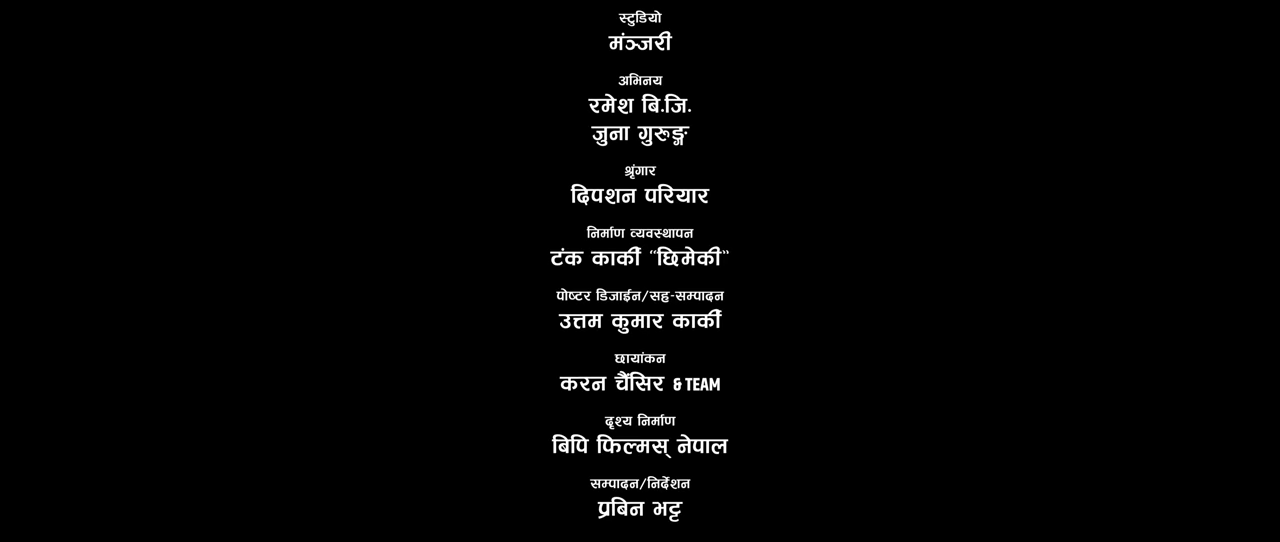 स्टुडियो
मंञ्जरी
अभिनय
रमेश बि.जि.
जुना गुरुङ्ग
श्रृंगार
दिपशन परियार
निर्माण व्यवस्थापन
टंक कार्की “छिमेकी”
पोष्टर डिजाईन/सह-सम्पादन
उत्तम कुमार कार्की
छायांकन
करन चैंसिर & TEAM
दृश्य निर्माण
बिपि फिल्मस् नेपाल
सम्पादन/निर्देशन
प्रबिन भट्ट